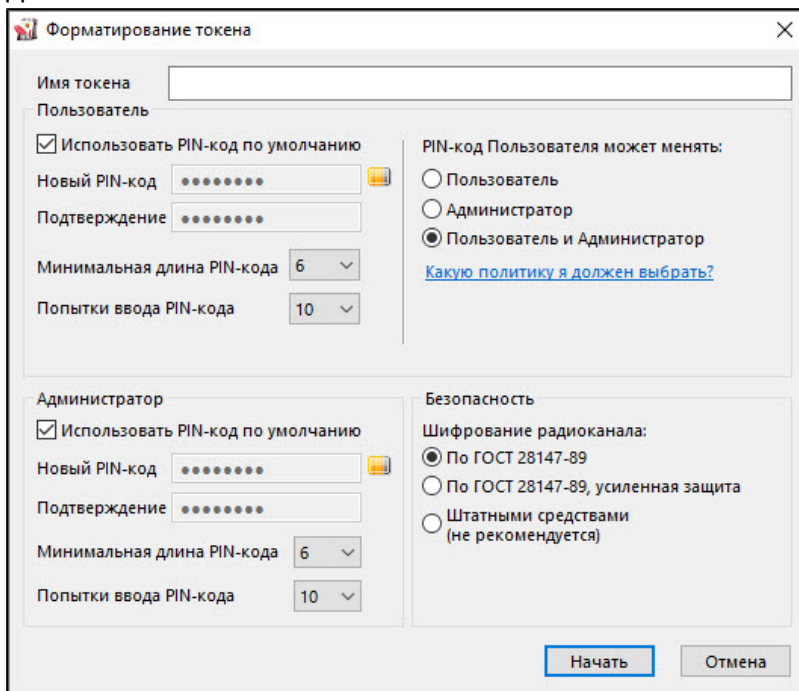 Форматирование токена
Имя токена
Пользователь
Использовать PIN-код по умолчанию
Новый PIN-код ●●●●●●●●
Подтверждение ●●●●●●●●
Минимальная длина PIN-кода 6
Попытки ввода PIN-кода 10
PIN-код Пользователя может менять:
Пользователь
Администратор
Пользователь и Администратор
Какую политику я должен выбрать?
Администратор
Использовать PIN-код по умолчанию
Новый PIN-код ●●●●●●●●
Подтверждение ●●●●●●●●
Минимальная длина PIN-кода 6
Попытки ввода PIN-кода 10
Безопасность
Шифрование радиоканала:
По ГОСТ 28147-89
По ГОСТ 28147-89, усиленная защита
Штатными средствами
(не рекомендуется)
Начать
Отмена